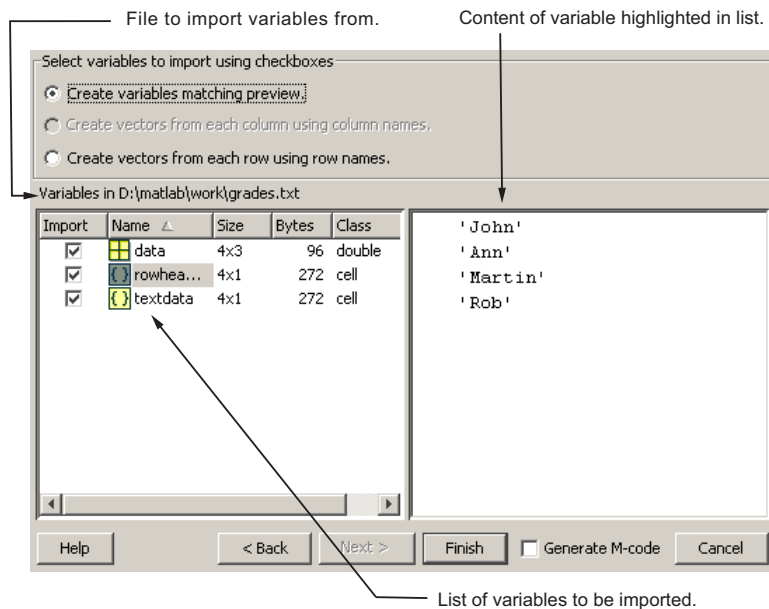 File to import variables from.
Content of variable highlighted in list.
Select variables to import using checkboxes
Create variables matching preview.
Create vectors from each column using column names.
Create vectors from each row using row names.
Variables in D:\matlab\work\grades.txt
Import Name Size Bytes Class
data 4x3 96 double
rowhea... 4x1 272 cell
textdata 4x1 272 cell
'John'
'Ann'
'Martin'
'Rob'
Help < Back Next > Finish Generate M-code Cancel
List of variables to be imported.